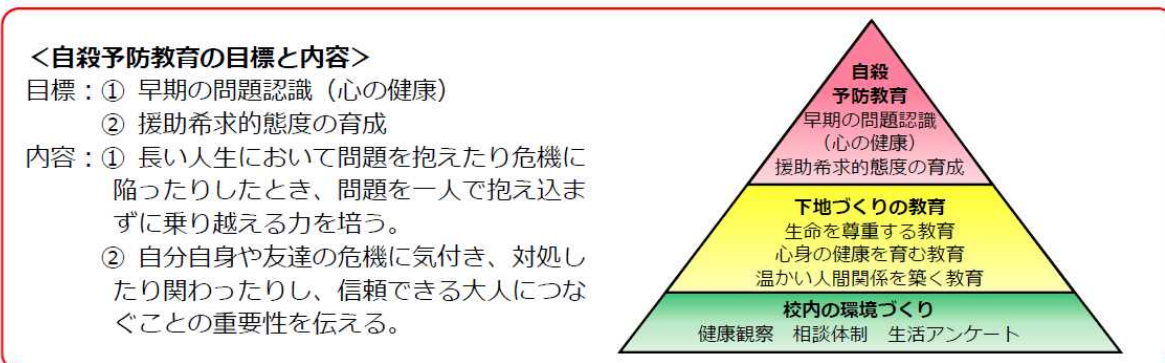 ＜自殺予防教育の目標と内容＞
目標：① 早期の問題認識（心の健康）
② 援助希求的態度の育成
内容：① 長い人生において問題を抱えたり危機に
陥ったりしたとき、問題を一人で抱え込ま
ずに乗り越える力を培う。
② 自分自身や友達の危機に気付き、対処し
たり関わったりし、信頼できる大人につな
ぐことの重要性を伝える。
自殺
予防教育
早期の問題認識
（心の健康）
援助希求的態度の育成
下地づくりの教育
生命を尊重する教育
心身の健康を育む教育
温かい人間関係を築く教育
校内の環境づくり
健康観察　相談体制　生活アンケート